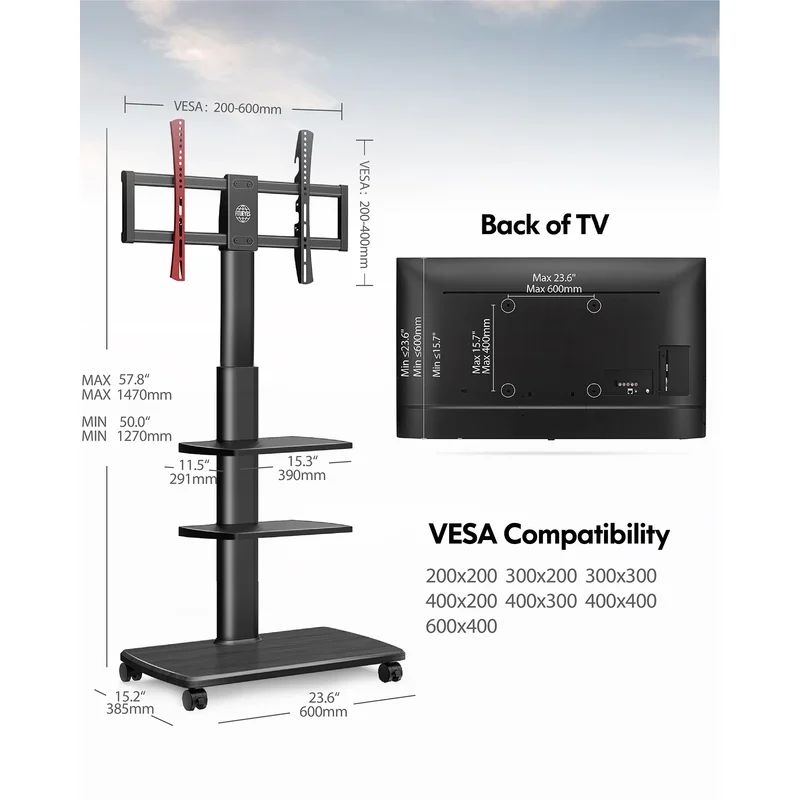 VESA: 200-600mm
VESA: 200-400mm
FITUEYES
MAX 57.8"
MAX 1470mm
MIN 50.0"
MIN 1270mm
11.5"
291mm
15.3"
390mm
15.2"
385mm
23.6"
600mm
Back of TV
Max 23.6"
Max 600mm
Min ≤23.6"
Min ≤600mm
Min ≤15.7"
Max 15.7"
Max 400mm
VESA Compatibility
200x200 300x200 300x300
400x200 400x300 400x400
600x400